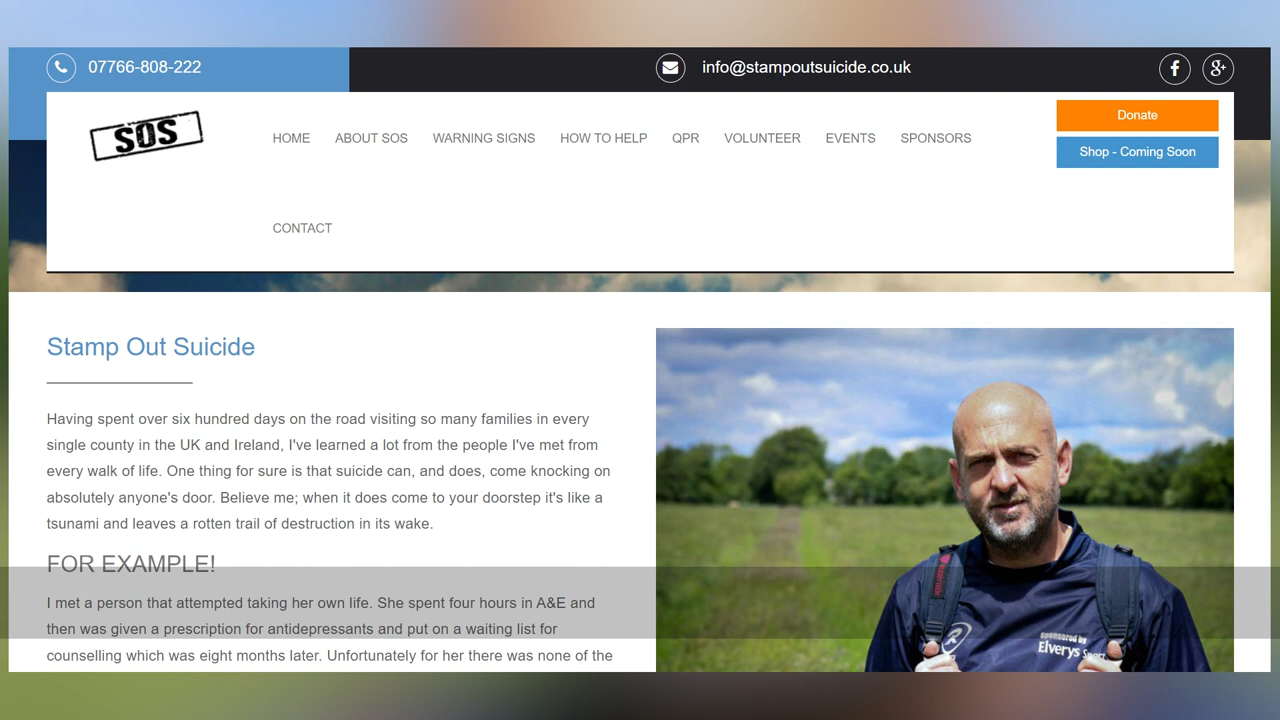 07766-808-222
info@stampoutsuicide.co.uk
SOS
HOME ABOUT SOS WARNING SIGNS HOW TO HELP QPR VOLUNTEER EVENTS SPONSORS
Donate
Shop - Coming Soon
CONTACT
Stamp Out Suicide
Having spent over six hundred days on the road visiting so many families in every
single county in the UK and Ireland, I've learned a lot from the people I've met from
every walk of life. One thing for sure is that suicide can, and does, come knocking on
absolutely anyone's door. Believe me; when it does come to your doorstep it's like a
tsunami and leaves a rotten trail of destruction in its wake.
FOR EXAMPLE!
I met a person that attempted taking her own life. She spent four hours in A&E and
then was given a prescription for antidepressants and put on a waiting list for
counselling which was eight months later. Unfortunately for her there was none of the
sponsored by
Elverys